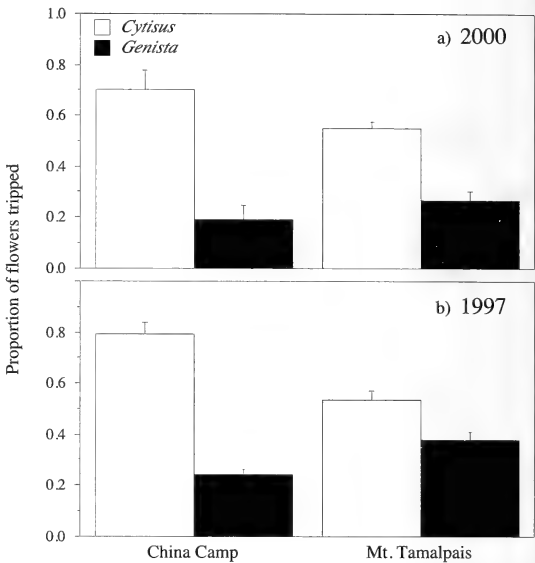 1.0
Cytisus
a) 2000
Genista
0.8
0.6
0.4
0.2
0.0
Proportion of flowers tripped
b) 1997
0.8
0.6
0.4
0.2
0.0
China Camp Mt. Tamalpais